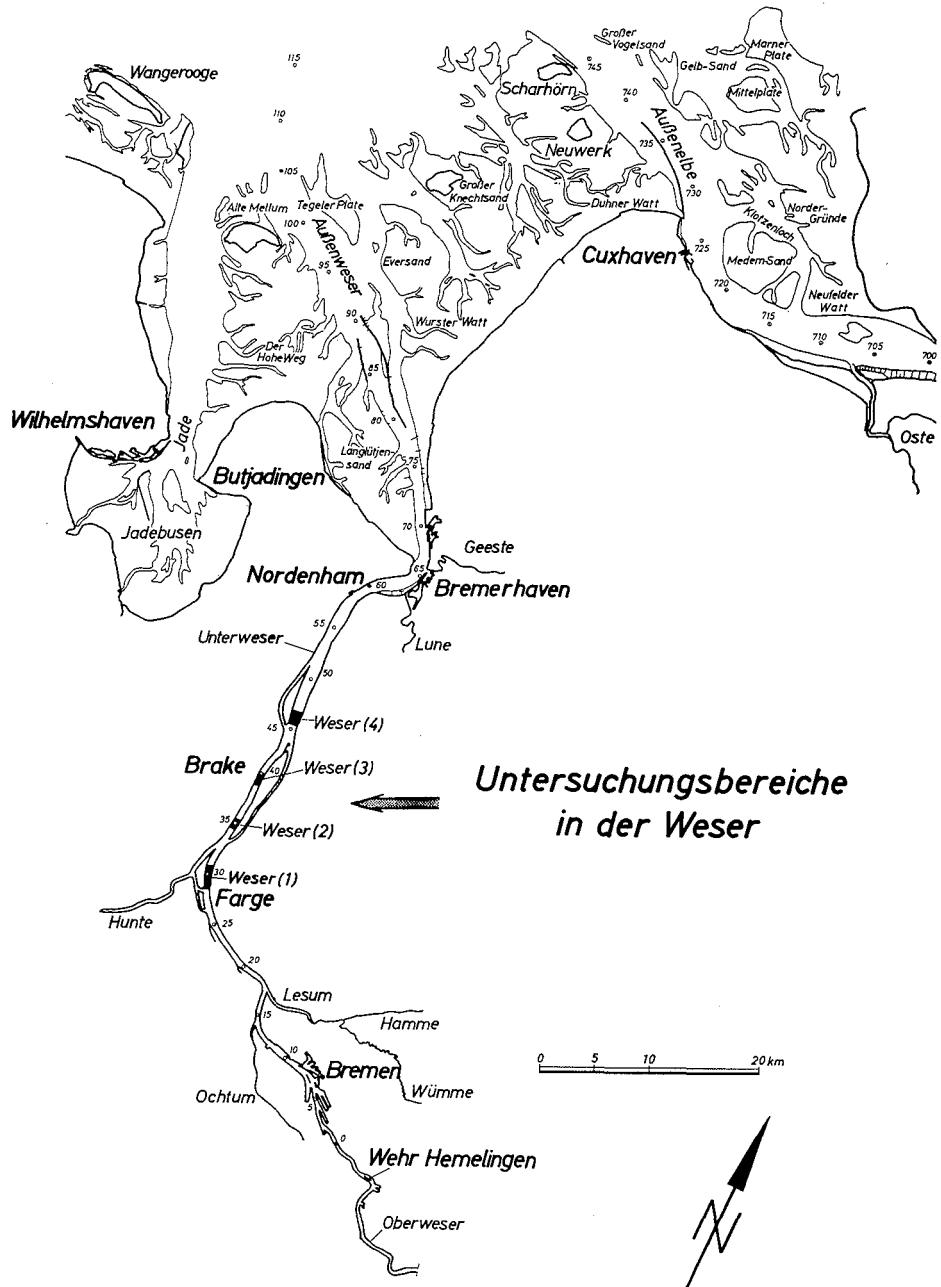 115
Wangerooge
110
105
Alte Mellum
Tegeler Plate
100
Außenweser
95
Eversand
90
Der
Hohe Weg
85
80
Wurster Watt
Großer
Knechtsand
Scharhörn
Neuwerk
Duhner Watt
Großer
Vogelsand
745
740
Außenelbe
735
730
Gelb-Sand
Marner
Plate
Mittelplate
Norder-
Gründe
Klotzenloch
Cuxhaven
725
Medem-Sand
720
Neufelder
Watt
715
710
705
700
Oste
Wilhelmshaven
Jade
Butjadingen
Langlütjen-
sand
75
Jadebusen
70
Geeste
65
Nordenham
60
Bremerhaven
55
Unterweser
Lune
50
45
Weser (4)
Brake
40
Weser (3)
35
Weser (2)
Untersuchungsbereiche
in der Weser
30
Weser (1)
Farge
Hunte
25
20
Lesum
15
Hamme
10
Bremen
Ochtum
Wümme
5
0
Wehr Hemelingen
Oberweser
0 5 10 20 km
N